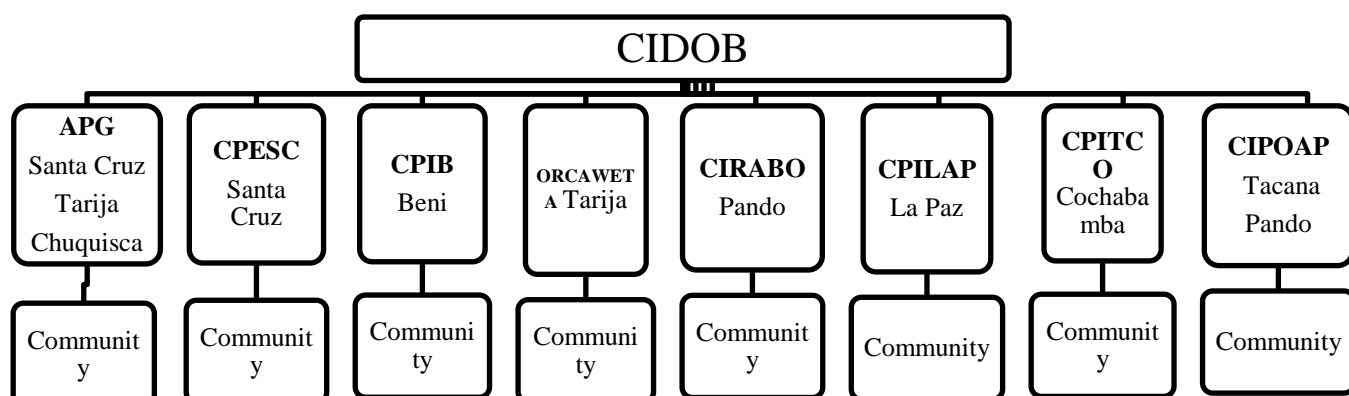 CIDOB
APG
Santa Cruz
Tarija
Chuquisca
CPESC
Santa
Cruz
CPIB
Beni
ORCAWET
A Tarija
CIRABO
Pando
CPILAP
La Paz
CPITC
O
Cochaba
mba
CIPOAP
Tacana
Pando
Communit
y
Communit
y
Communi
ty
Communi
ty
Communit
y
Community
Communit
y
Community